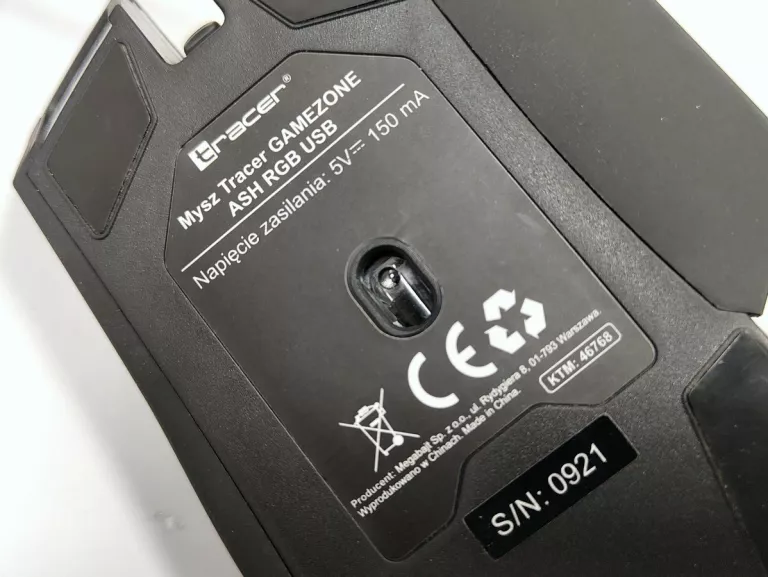 tracer®
Mysz Tracer GAMEZONE
ASH RGB USB
Napięcie zasilania: 5V⎓ 150 mA
CE
Producent: Megabajt Sp. z o.o., ul. Rydygiera 8, 01-793 Warszawa.
Wyprodukowano w Chinach. Made in China.
KTM: 46768
S/N: 0921